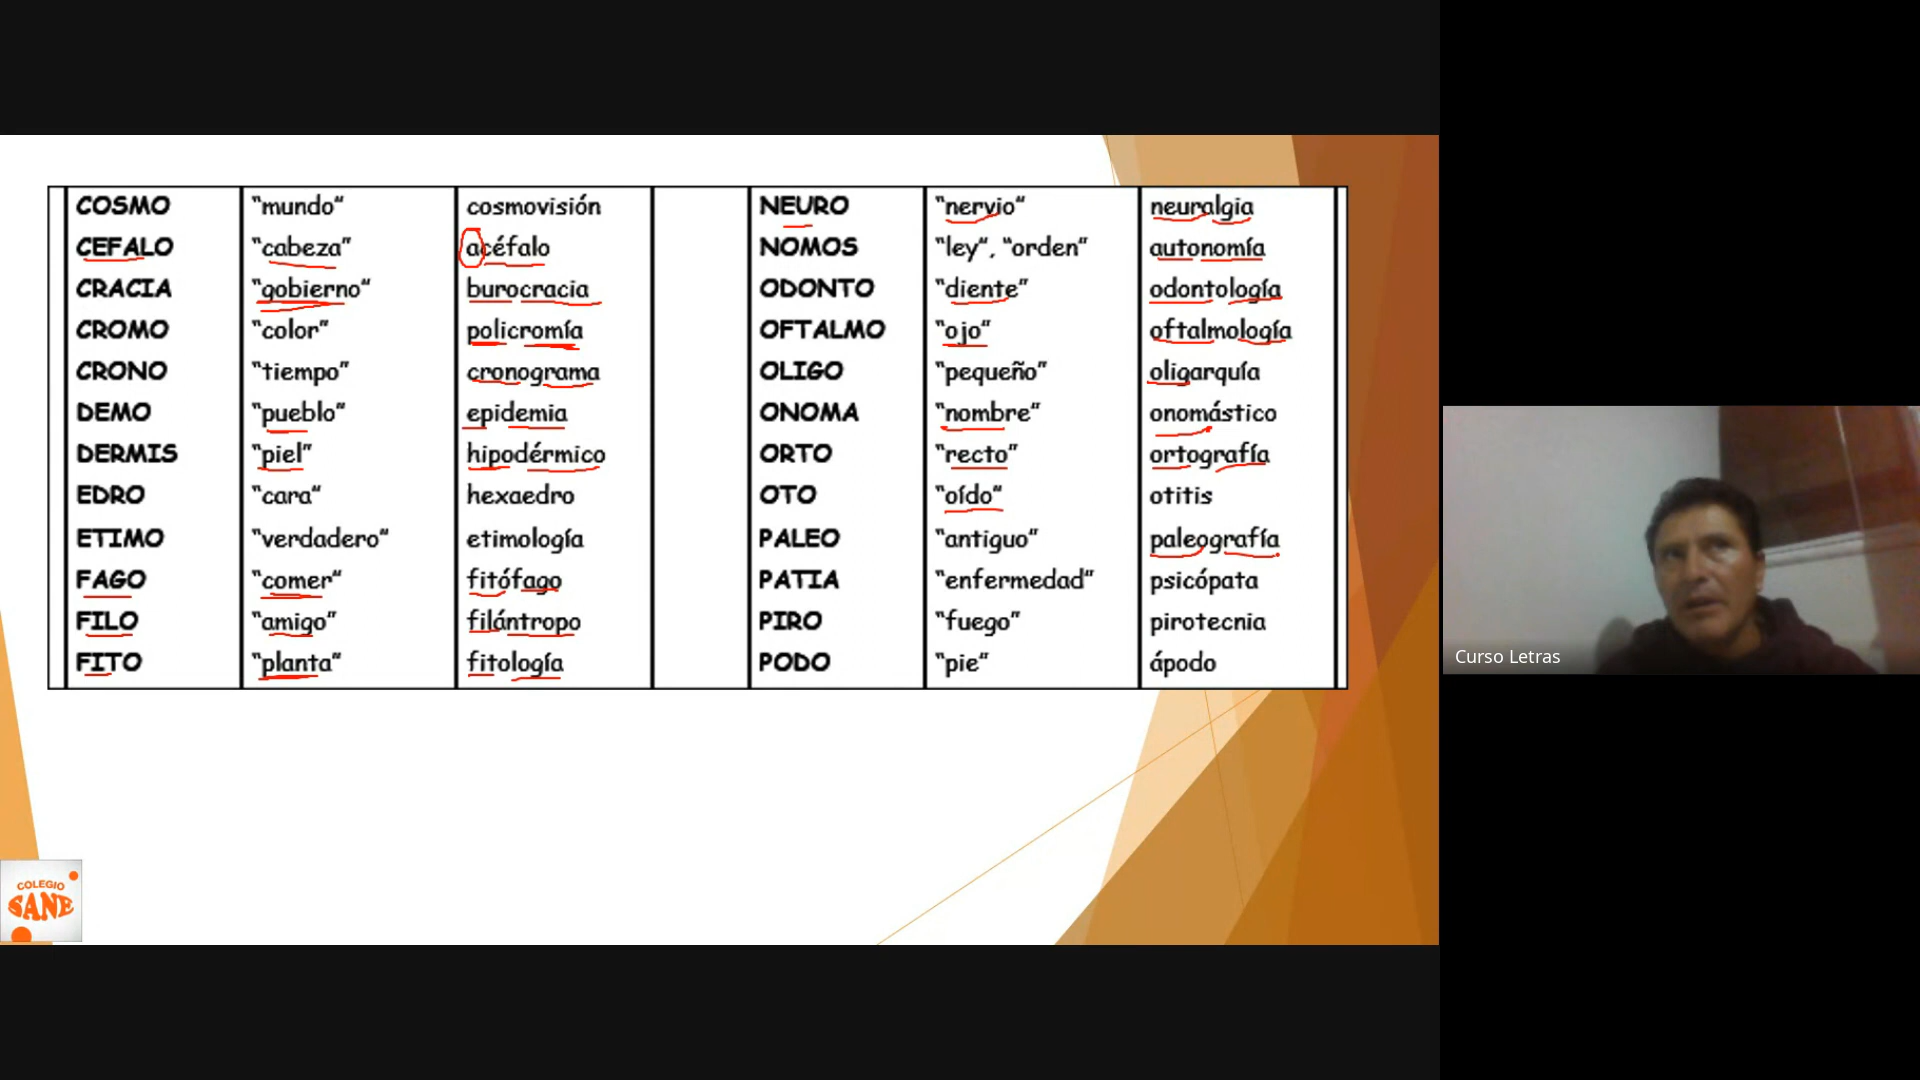 COSMO "mundo" cosmovisión NEURO "nervio" neuralgia
CEFALO "cabeza" acéfalo NOMOS "ley", "orden" autonomía
CRACIA "gobierno" burocracia ODONTO "diente" odontología
CROMO "color" policromía OFTALMO "ojo" oftalmología
CRONO "tiempo" cronograma OLIGO "pequeño" oligarquía
DEMO "pueblo" epidemia ONOMA "nombre" onomástico
DERMIS "piel" hipodérmico ORTO "recto" ortografía
EDRO "cara" hexaedro OTO "oído" otitis
ETIMO "verdadero" etimología PALEO "antiguo" paleografía
FAGO "comer" fitófago PATIA "enfermedad" psicópata
FILO "amigo" filántropo PIRO "fuego" pirotecnia
FITO "planta" fitología PODO "pie" ápodo
Curso Letras
COLEGIO
SANE